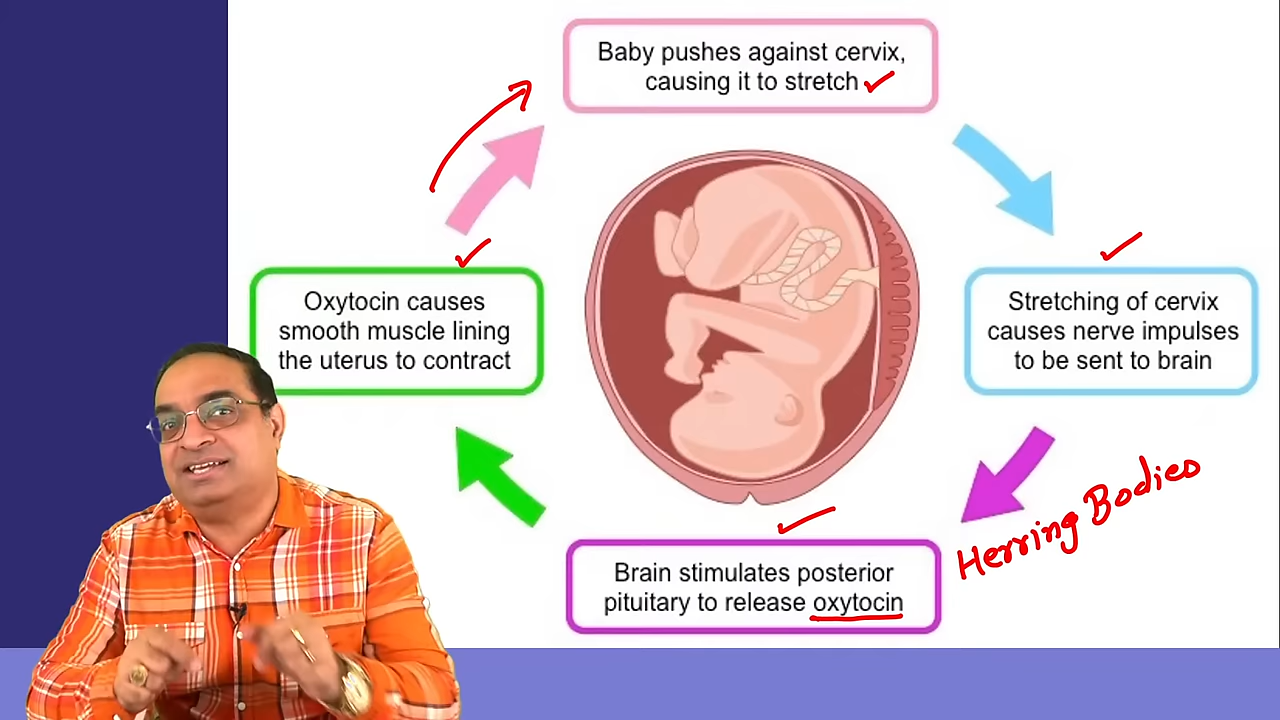 Baby pushes against cervix,
causing it to stretch
Stretching of cervix
causes nerve impulses
to be sent to brain
Herring Bodies
Brain stimulates posterior
pituitary to release oxytocin
Oxytocin causes
smooth muscle lining
the uterus to contract